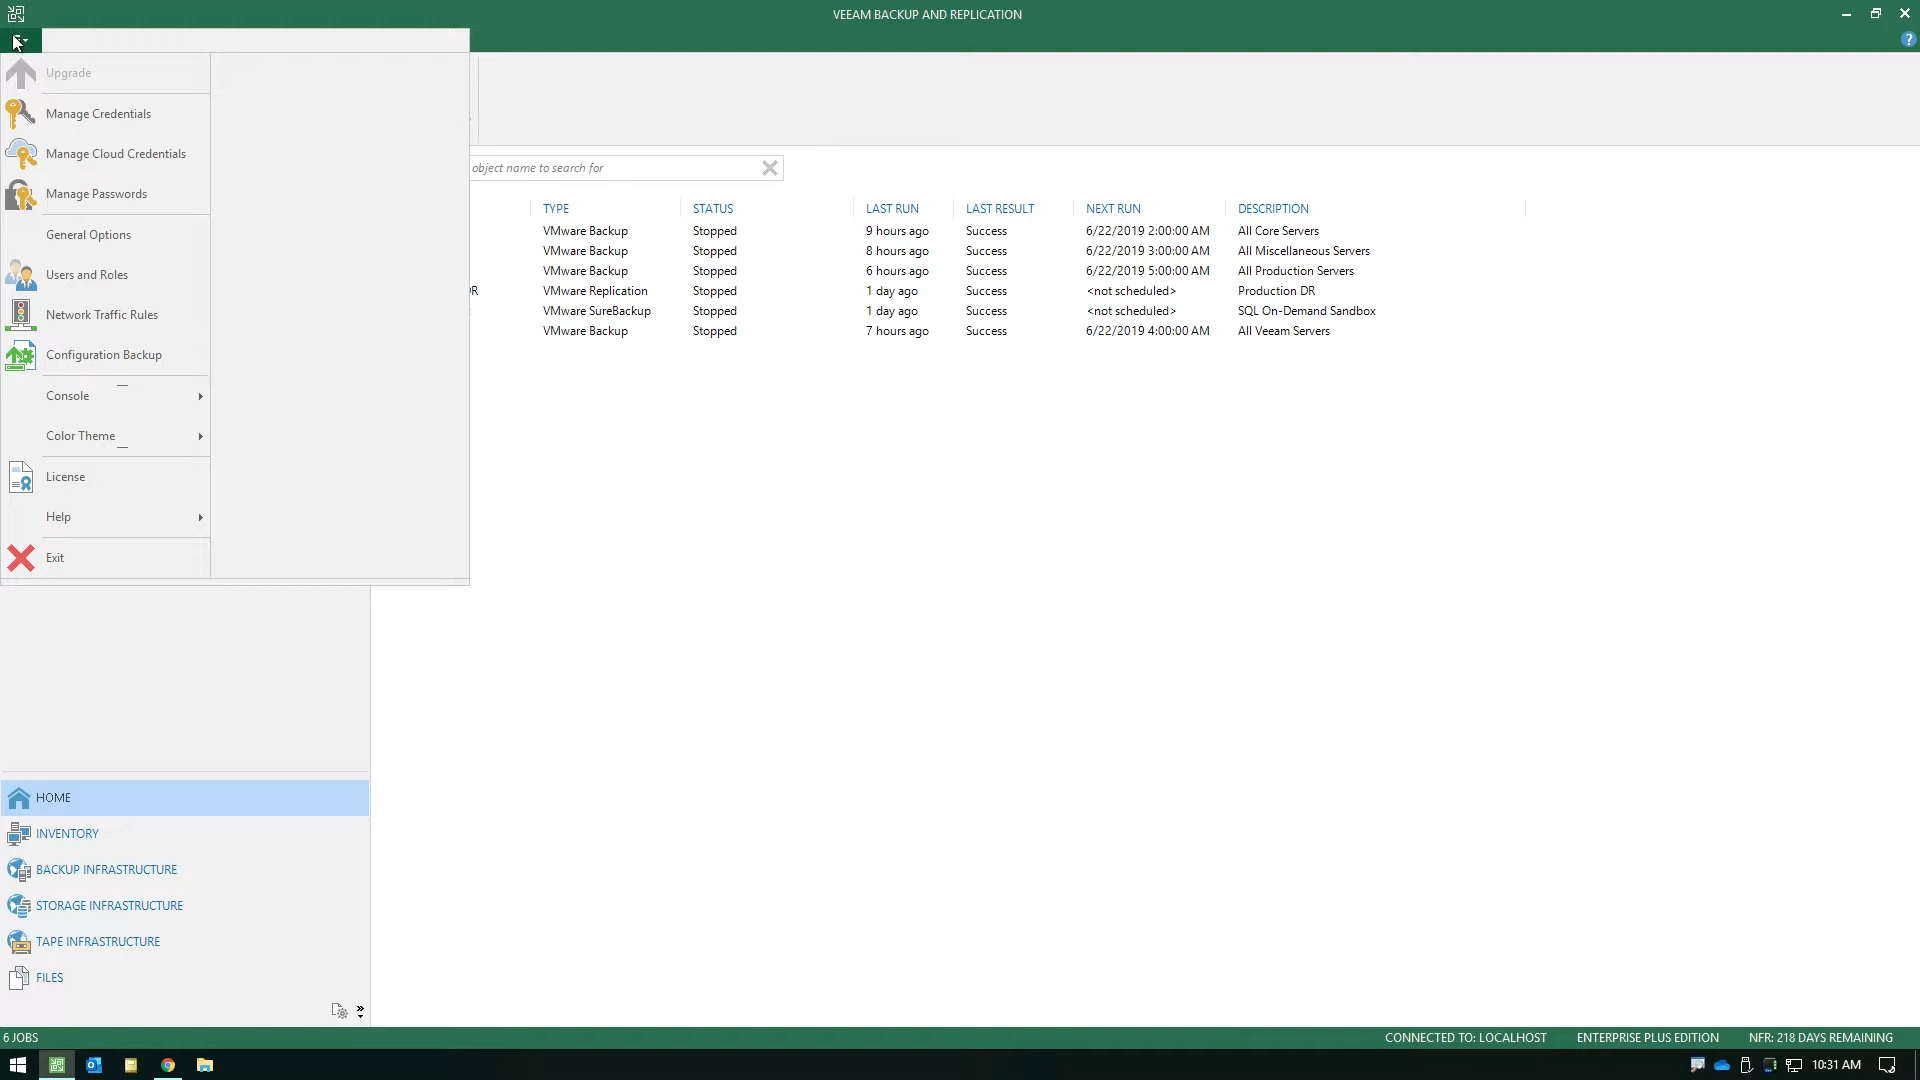 VEEAM BACKUP AND REPLICATION
?
Upgrade
Manage Credentials
Manage Cloud Credentials
Manage Passwords
General Options
Users and Roles
Network Traffic Rules
Configuration Backup
Console
Color Theme
License
Help
Exit
object name to search for
TYPE STATUS LAST RUN LAST RESULT NEXT RUN DESCRIPTION
VMware Backup Stopped 9 hours ago Success 6/22/2019 2:00:00 AM All Core Servers
VMware Backup Stopped 8 hours ago Success 6/22/2019 3:00:00 AM All Miscellaneous Servers
VMware Backup Stopped 6 hours ago Success 6/22/2019 5:00:00 AM All Production Servers
VMware Replication Stopped 1 day ago Success <not scheduled> Production DR
VMware SureBackup Stopped 1 day ago Success <not scheduled> SQL On-Demand Sandbox
VMware Backup Stopped 7 hours ago Success 6/22/2019 4:00:00 AM All Veeam Servers
HOME
INVENTORY
BACKUP INFRASTRUCTURE
STORAGE INFRASTRUCTURE
TAPE INFRASTRUCTURE
FILES
6 JOBS
CONNECTED TO: LOCALHOST ENTERPRISE PLUS EDITION NFR: 218 DAYS REMAINING
10:31 AM